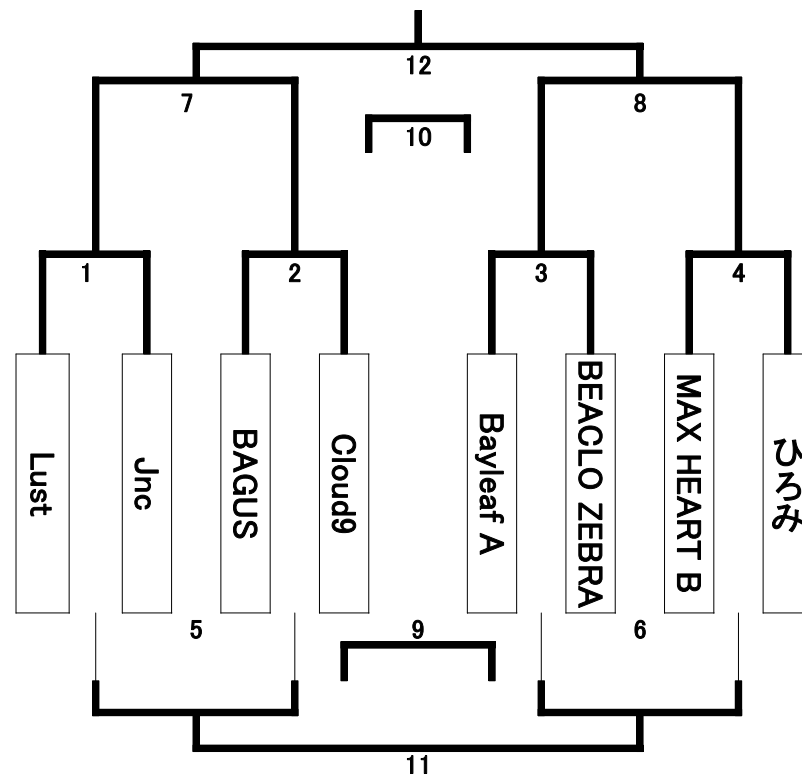 12
7
8
10
1
2
3
4
Lust
Jnc
BAGUS
Cloud9
Bayleaf A
BEACLO ZEBRA
MAX HEART B
ひろみ
5
9
6
11